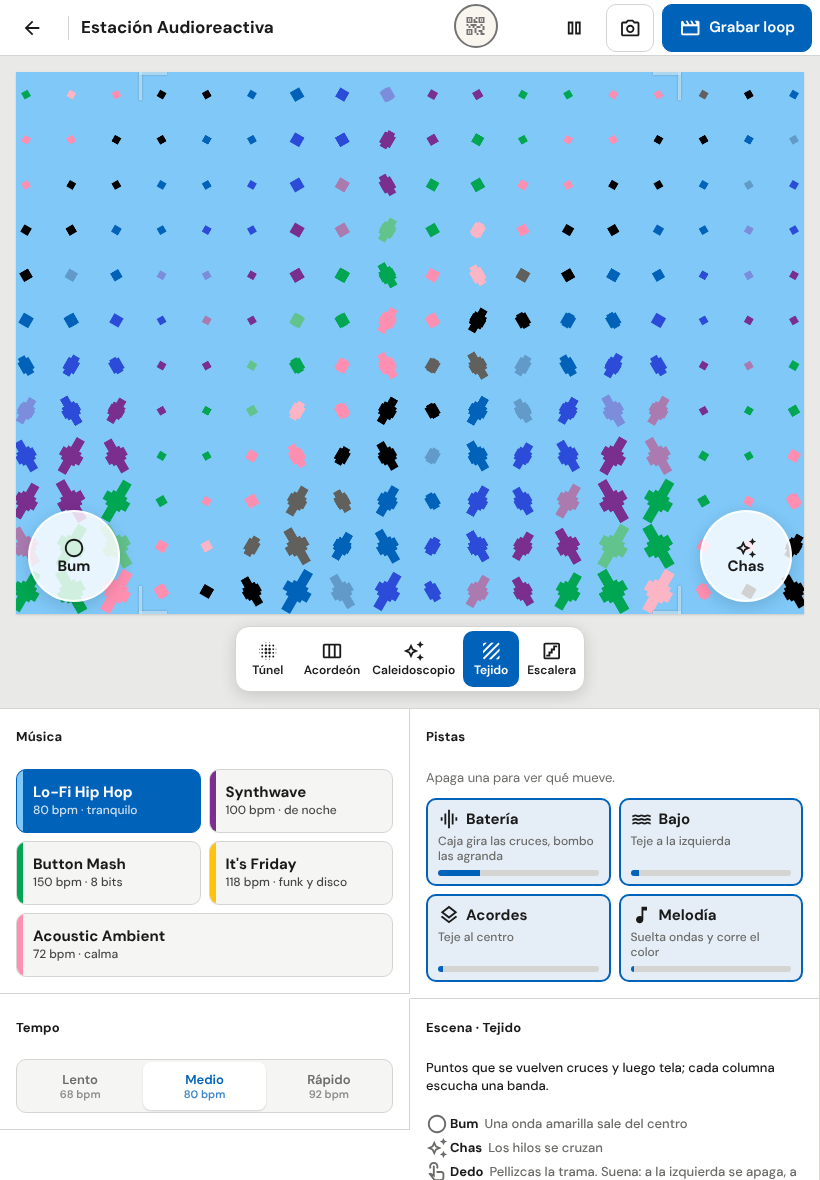 Estación Audioreactiva
Grabar loop
Bum
Chas
Túnel
Acordeón
Caleidoscopio
Tejido
Escalera
Música
Lo-Fi Hip Hop
80 bpm · tranquilo
Synthwave
100 bpm · de noche
Button Mash
150 bpm · 8 bits
It's Friday
118 bpm · funk y disco
Acoustic Ambient
72 bpm · calma
Tempo
Lento
68 bpm
Medio
80 bpm
Rápido
92 bpm
Pistas
Apaga una para ver qué mueve.
Batería
Caja gira las cruces, bombo
las agranda
Bajo
Teje a la izquierda
Acordes
Teje al centro
Melodía
Suelta ondas y corre el
color
Escena · Tejido
Puntos que se vuelven cruces y luego tela; cada columna
escucha una banda.
Bum Una onda amarilla sale del centro
Chas Los hilos se cruzan
Dedo Pellizcas la trama. Suena: a la izquierda se apaga, a